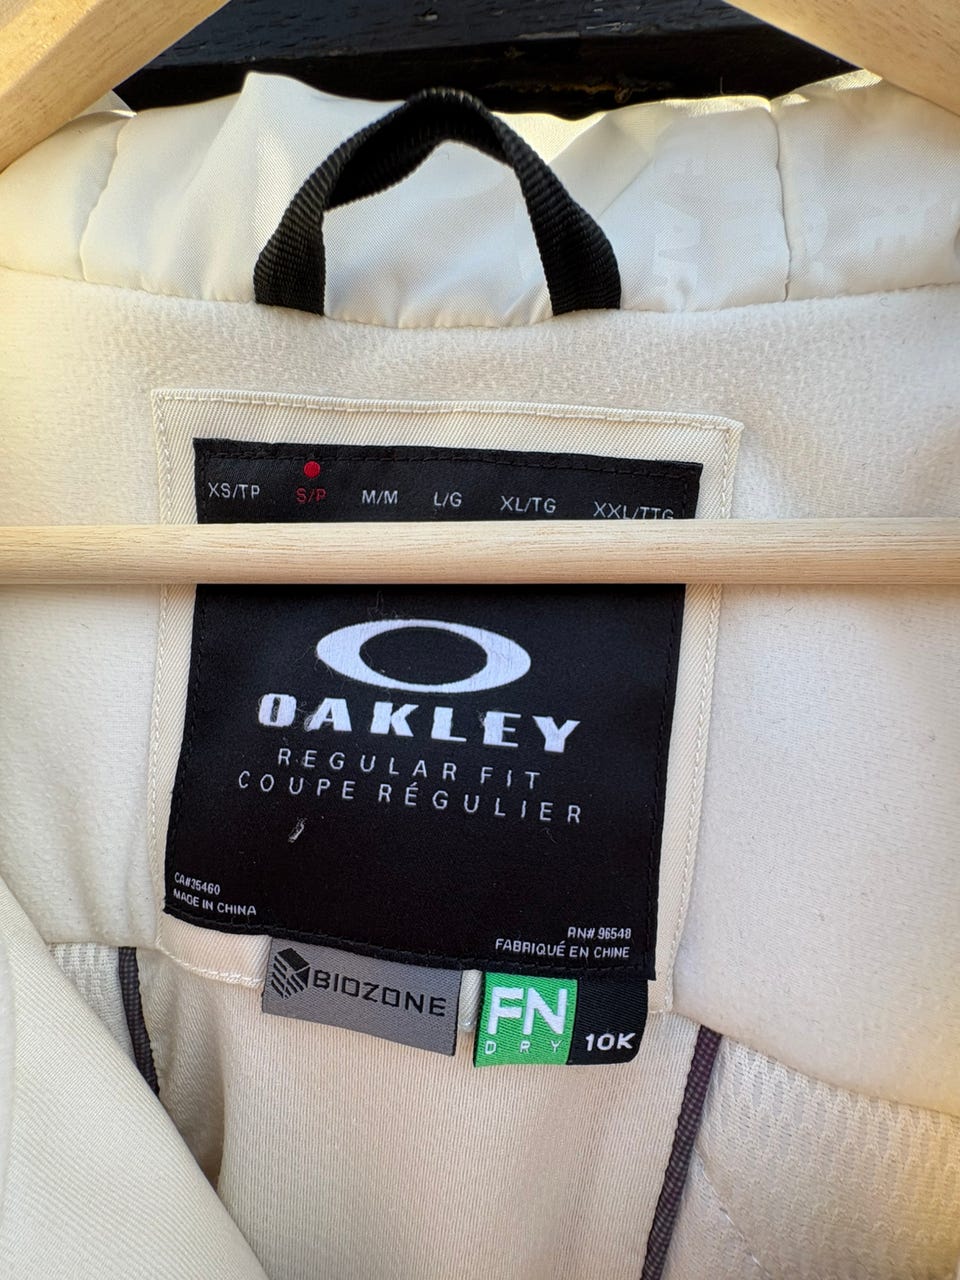 XS/TP S/P M/M L/G XL/TG XXL/TTG
OAKLEY
REGULAR FIT
COUPE RÉGULIER
CA#35460
MADE IN CHINA
RN# 96548
FABRIQUÉ EN CHINE
BIOZONE
FN
DRY
10K